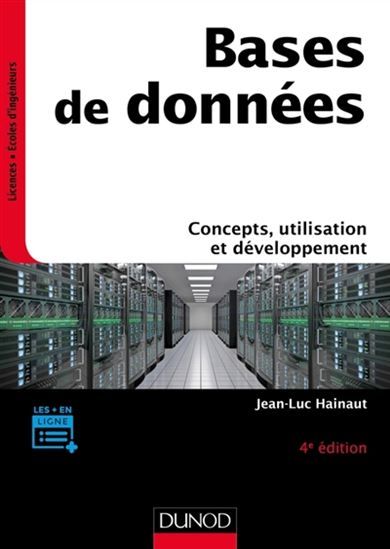 Licences • Écoles d'ingénieurs
Bases
de données
Concepts, utilisation
et développement
Jean-Luc Hainaut
4e édition
LES + EN
LIGNE
DUNOD